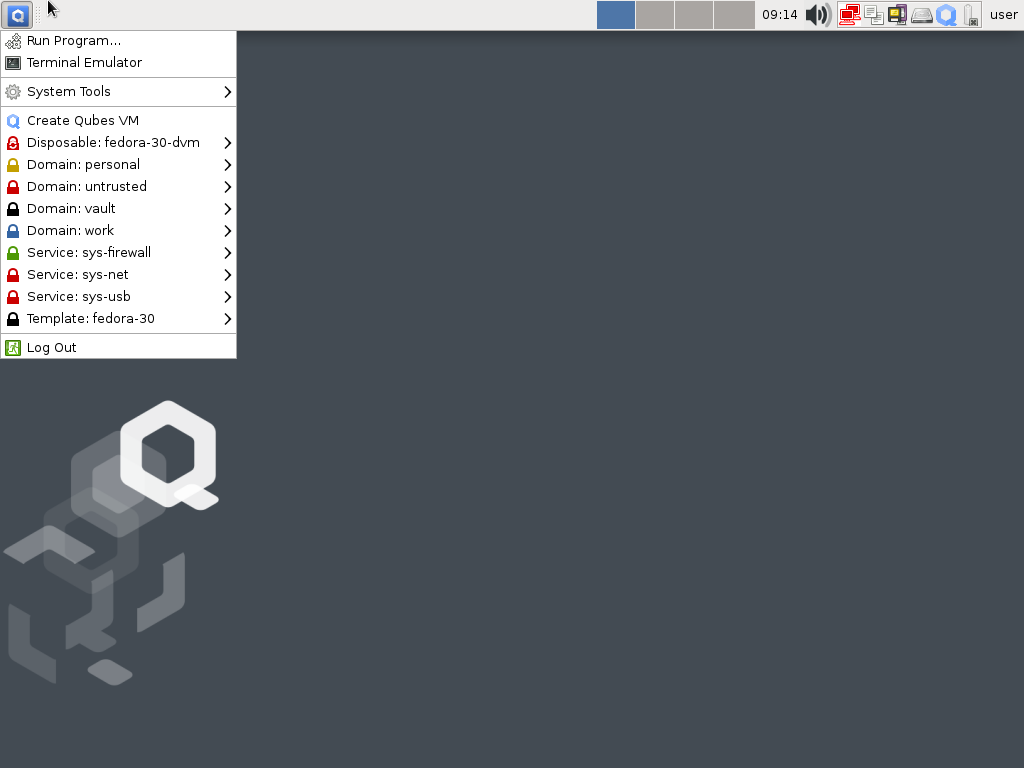 09:14
user
Run Program...
Terminal Emulator
System Tools
Create Qubes VM
Disposable: fedora-30-dvm
Domain: personal
Domain: untrusted
Domain: vault
Domain: work
Service: sys-firewall
Service: sys-net
Service: sys-usb
Template: fedora-30
Log Out